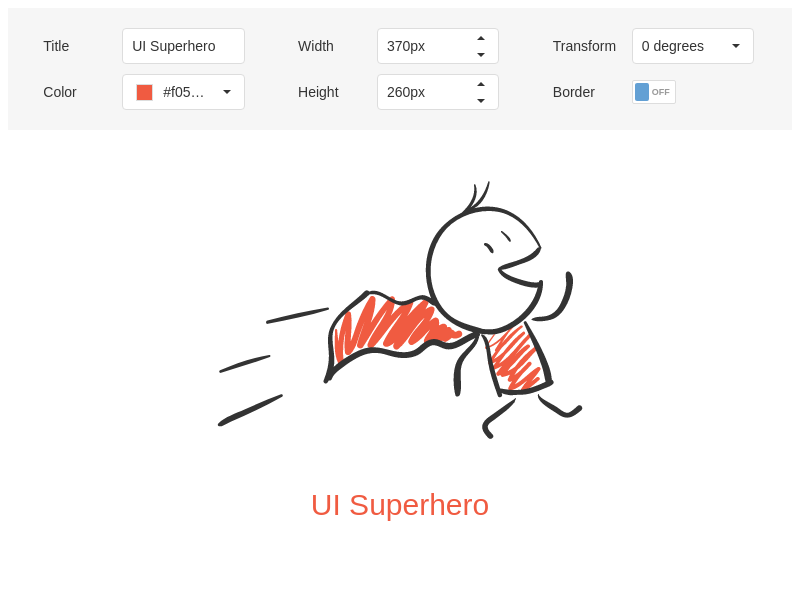 Title UI Superhero Width 370px Transform 0 degrees
Color #f05… Height 260px Border OFF
UI Superhero